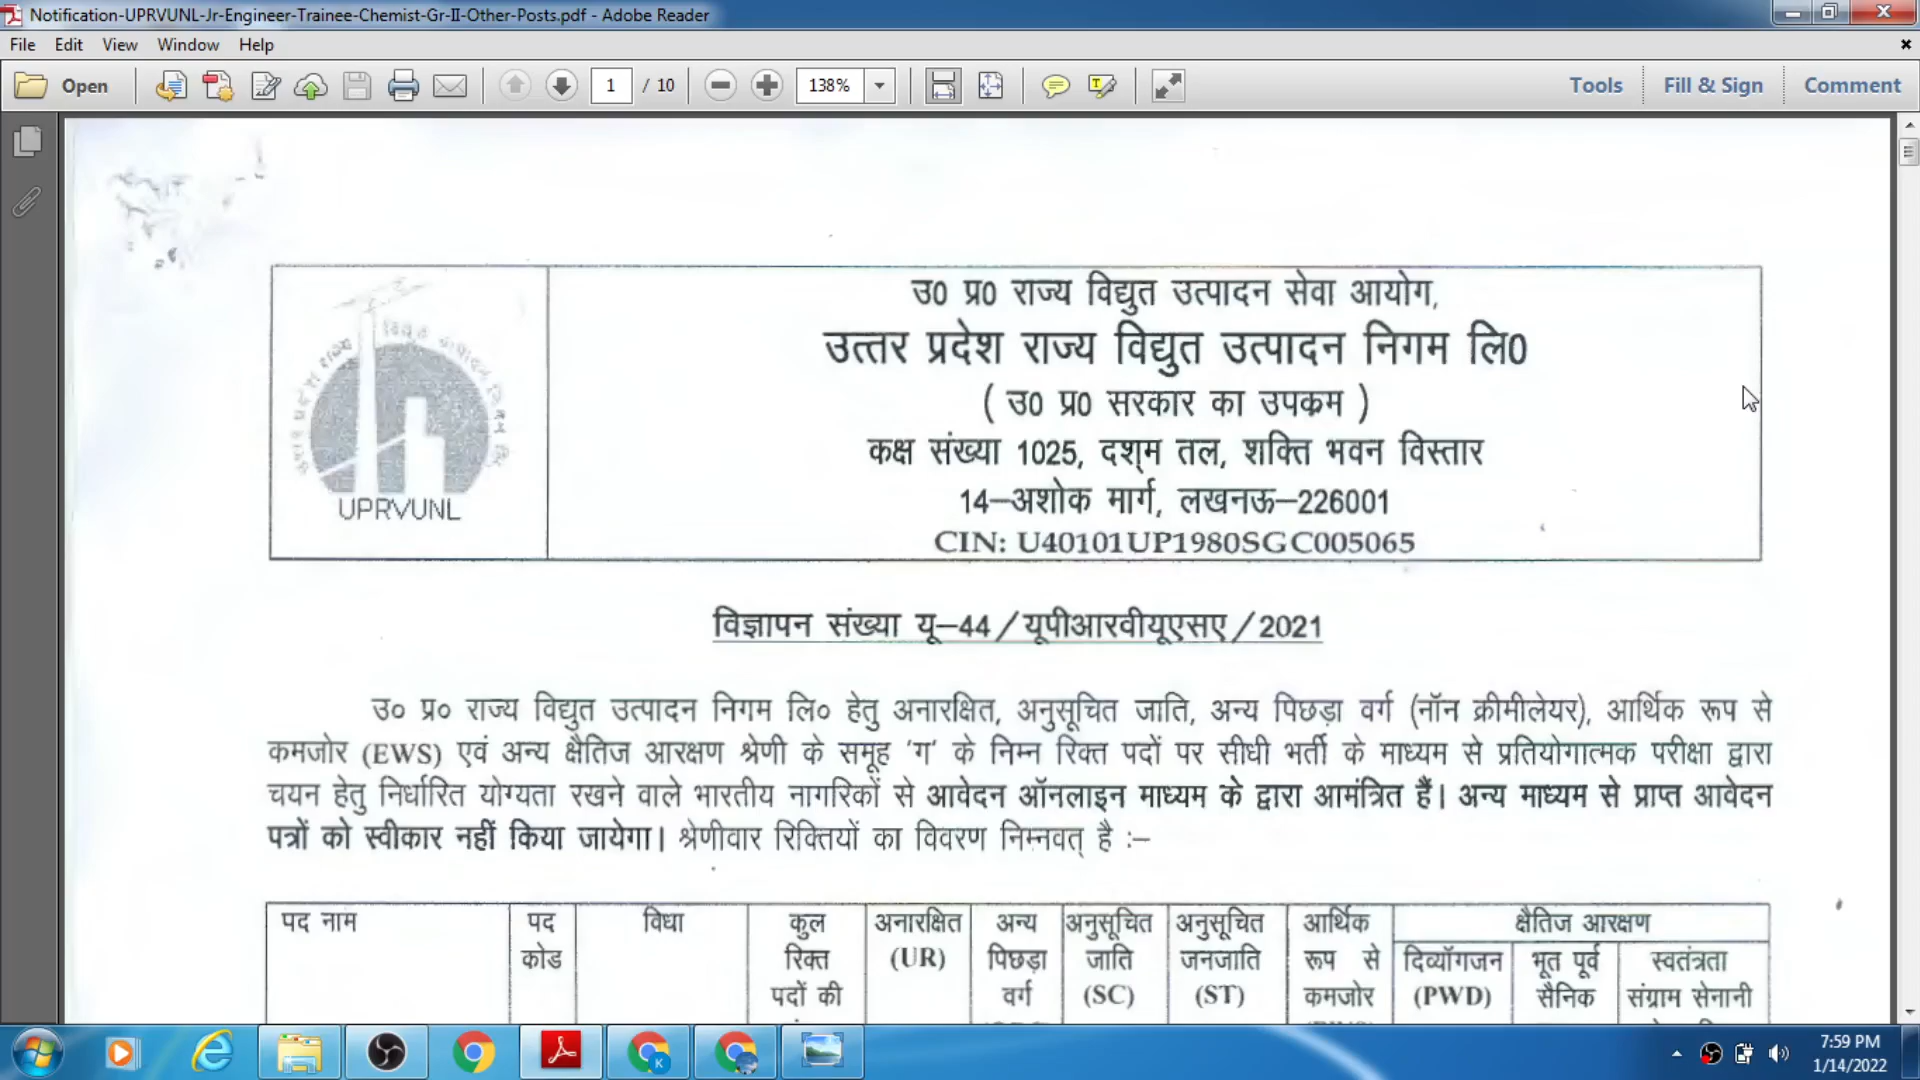 Notification-UPRVUNL-Jr-Engineer-Trainee-Chemist-Gr-II-Other-Posts.pdf - Adobe Reader
File Edit View Window Help
Open 1 / 10 138% Tools Fill & Sign Comment
उ0 प्र0 राज्य विद्युत उत्पादन सेवा आयोग,
उत्तर प्रदेश राज्य विद्युत उत्पादन निगम लि0
( उ0 प्र0 सरकार का उपक्रम )
कक्ष संख्या 1025, दश्म तल, शक्ति भवन विस्तार
14–अशोक मार्ग, लखनऊ–226001
CIN: U40101UP1980SGC005065
UPRVUNL
विज्ञापन संख्या यू–44/यूपीआरवीयूएसए/2021
उ० प्र० राज्य विद्युत उत्पादन निगम लि० हेतु अनारक्षित, अनुसूचित जाति, अन्य पिछड़ा वर्ग (नॉन क्रीमीलेयर), आर्थिक रूप से
कमजोर (EWS) एवं अन्य क्षैतिज आरक्षण श्रेणी के समूह 'ग' के निम्न रिक्त पदों पर सीधी भर्ती के माध्यम से प्रतियोगात्मक परीक्षा द्वारा
चयन हेतु निर्धारित योग्यता रखने वाले भारतीय नागरिकों से आवेदन ऑनलाइन माध्यम के द्वारा आमंत्रित हैं। अन्य माध्यम से प्राप्त आवेदन
पत्रों को स्वीकार नहीं किया जायेगा। श्रेणीवार रिक्तियों का विवरण निम्नवत् है :–
पद नाम पद विधा कुल अनारक्षित अन्य अनुसूचित अनुसूचित आर्थिक क्षैतिज आरक्षण
कोड रिक्त (UR) पिछड़ा जाति जनजाति रूप से दिव्याँगजन भूत पूर्व स्वतंत्रता
पदों की वर्ग (SC) (ST) कमजोर (PWD) सैनिक संग्राम सेनानी
7:59 PM
1/14/2022